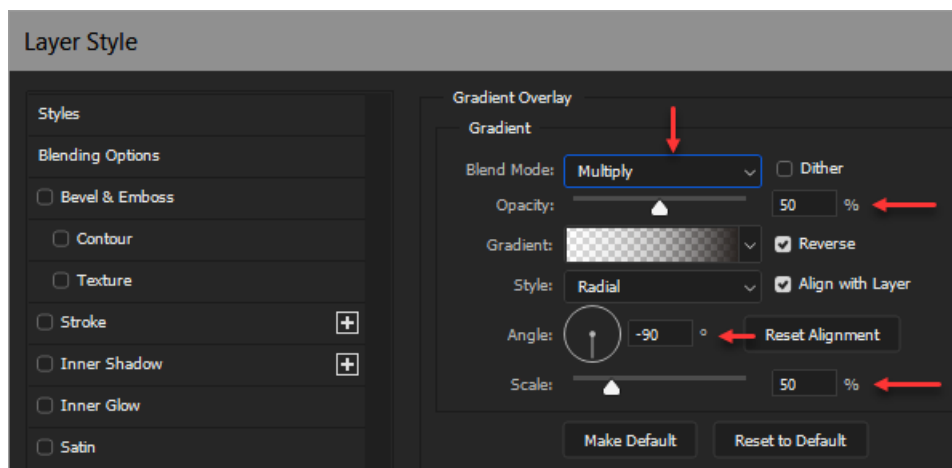 Layer Style
Styles
Blending Options
Bevel & Emboss
Contour
Texture
Stroke
Inner Shadow
Inner Glow
Satin
Gradient Overlay
Gradient
Blend Mode: Multiply Dither
Opacity: 50 %
Gradient: Reverse
Style: Radial Align with Layer
Angle: -90 ° Reset Alignment
Scale: 50 %
Make Default Reset to Default